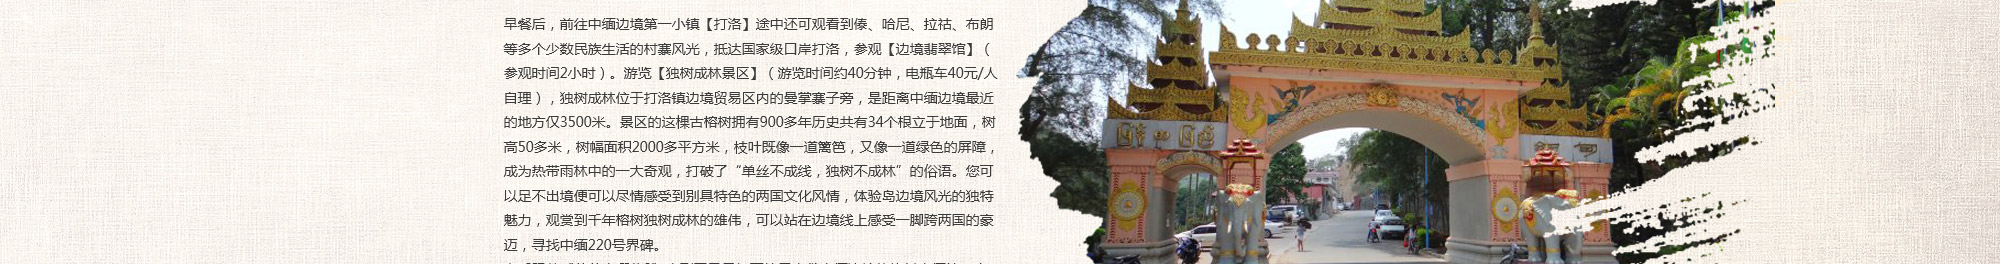 早餐后，前往中缅边境第一小镇【打洛】途中还可观看到傣、哈尼、拉祜、布朗
等多个少数民族生活的村寨风光，抵达国家级口岸打洛，参观【边境翡翠馆】（
参观时间2小时）。游览【独树成林景区】（游览时间约40分钟，电瓶车40元/人
自理），独树成林位于打洛镇边境贸易区内的曼掌寨子旁，是距离中缅边境最近
的地方仅3500米。景区的这棵古榕树拥有900多年历史共有34个根立于地面，树
高50多米，树幅面积2000多平方米，枝叶既像一道篱笆，又像一道绿色的屏障，
成为热带雨林中的一大奇观，打破了“单丝不成线，独树不成林”的俗语。您可
以足不出境便可以尽情感受到别具特色的两国文化风情，体验岛边境风光的独特
魅力，观赏到千年榕树独树成林的雄伟，可以站在边境线上感受一脚跨两国的豪
迈，寻找中缅220号界碑。